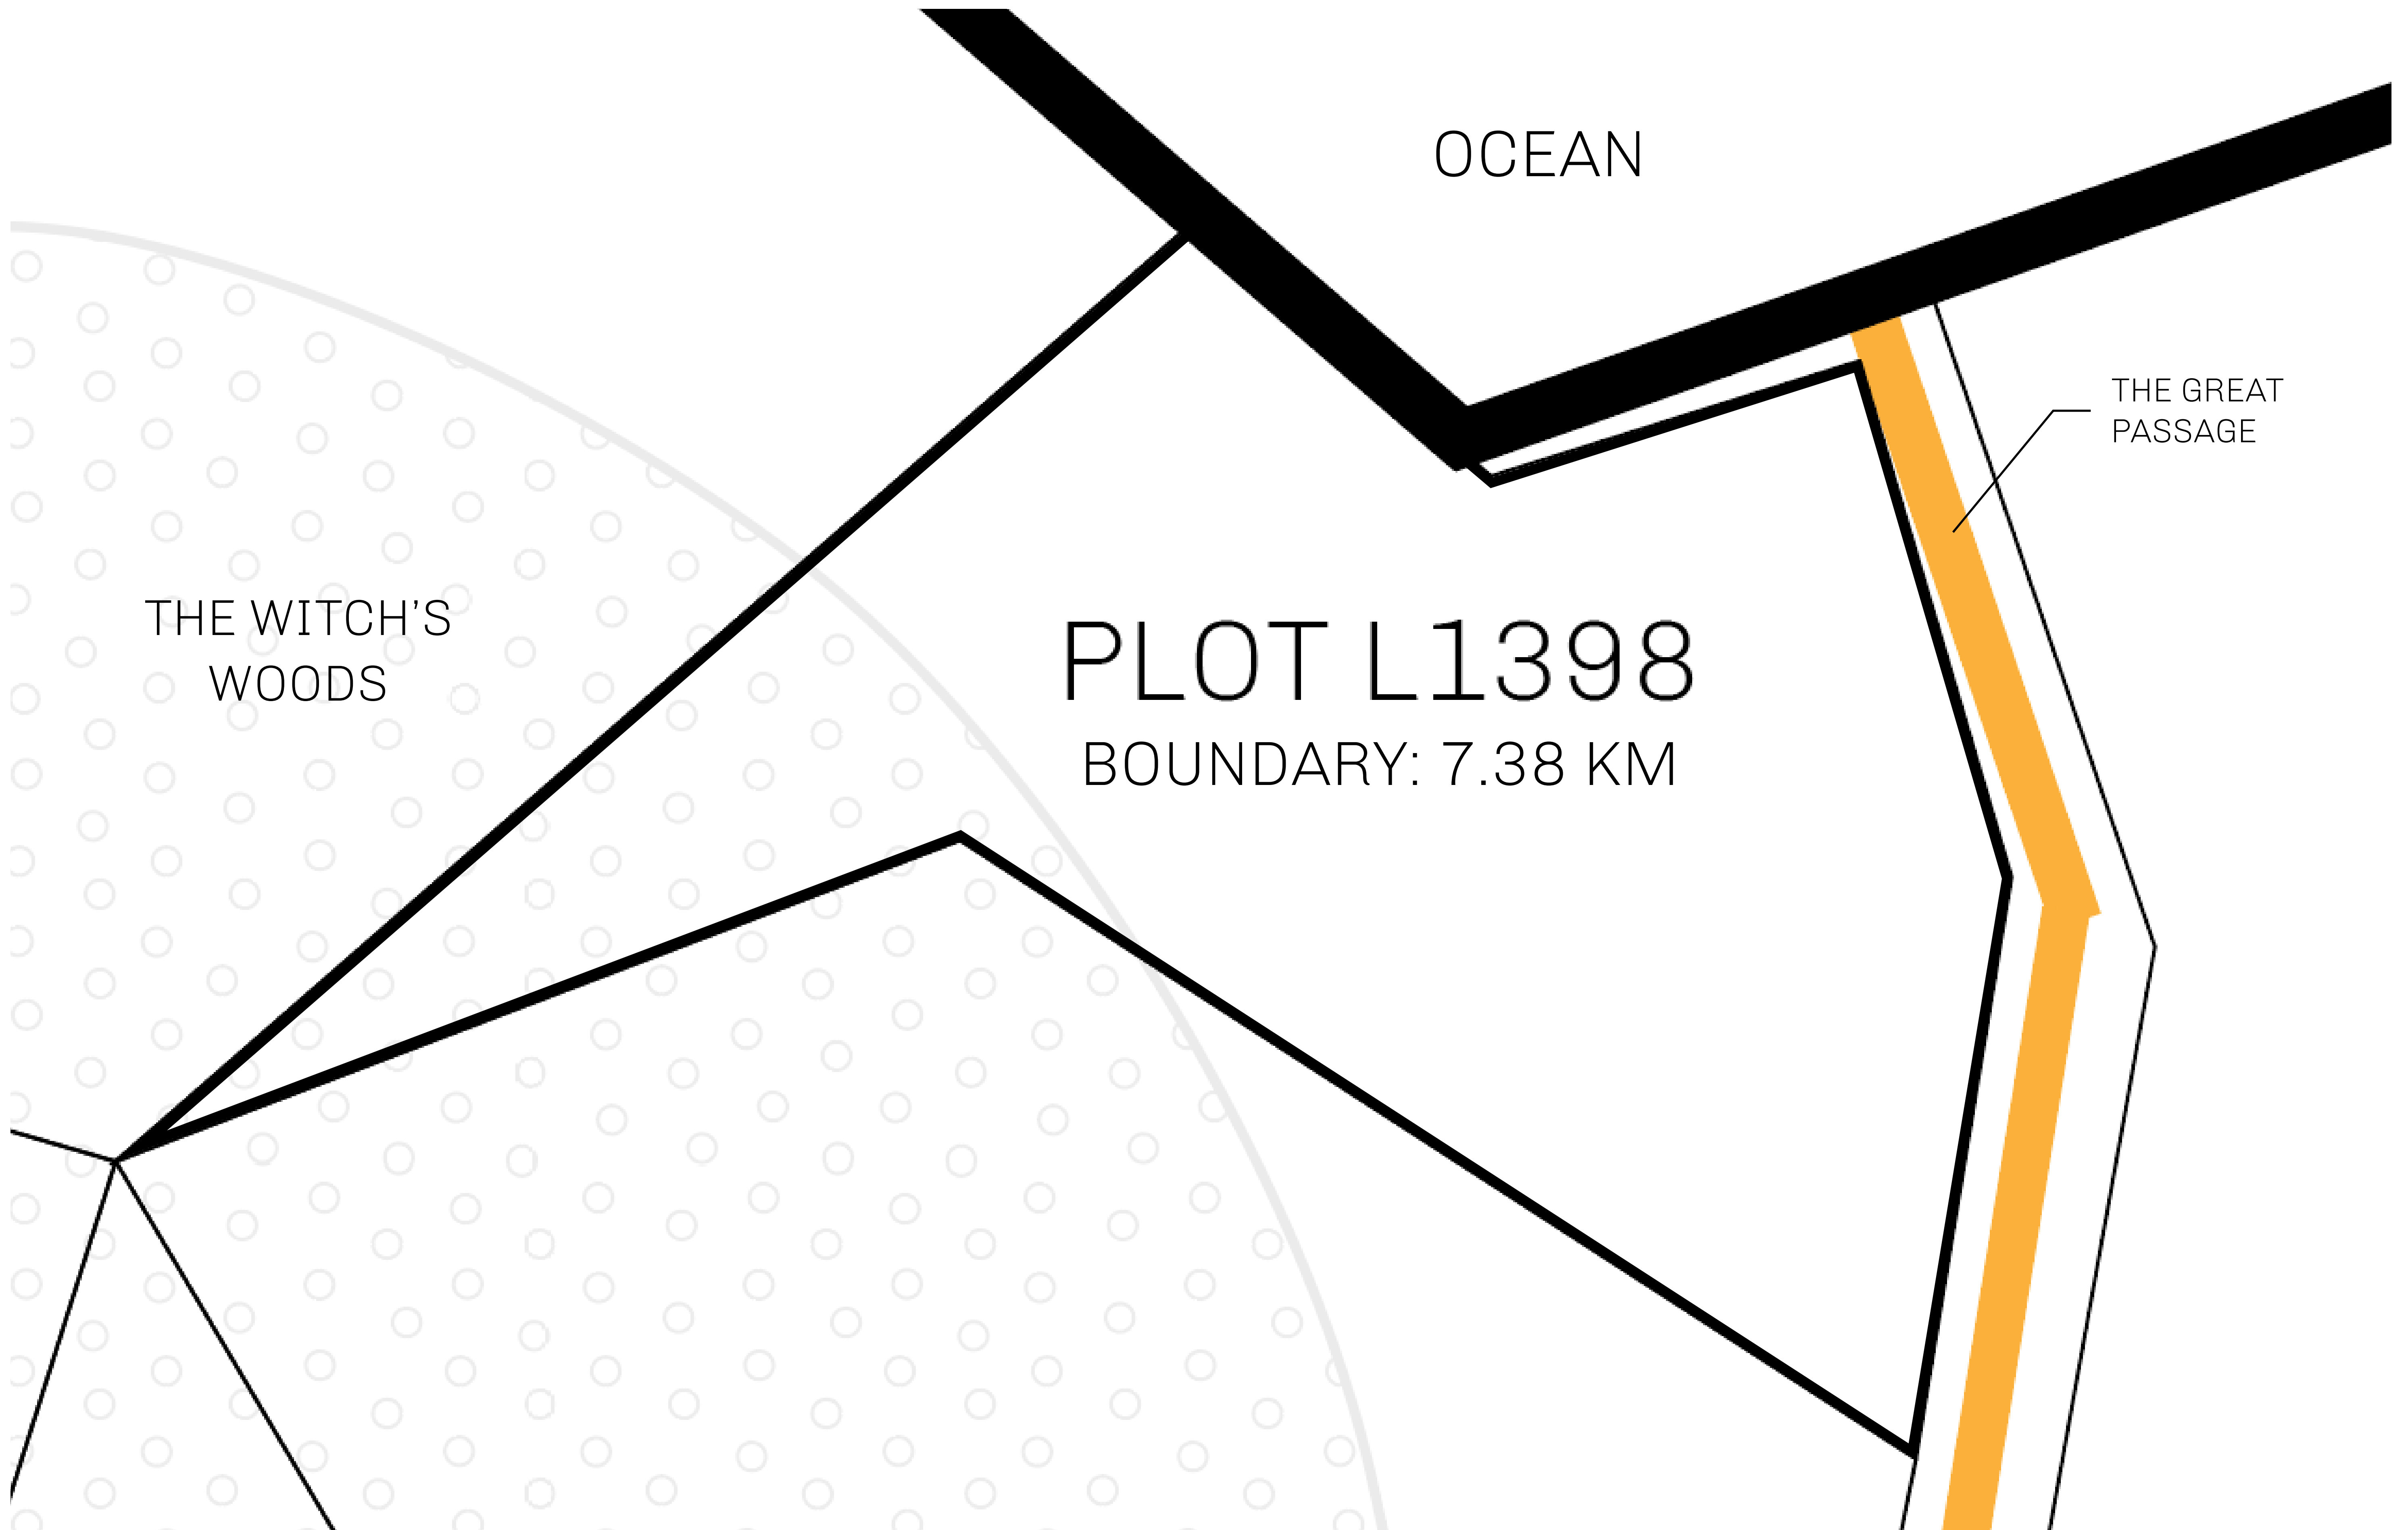 OCEAN
THE GREAT
PASSAGE
THE WITCH'S
WOODS
PLOT L1398
BOUNDARY: 7.38 KM